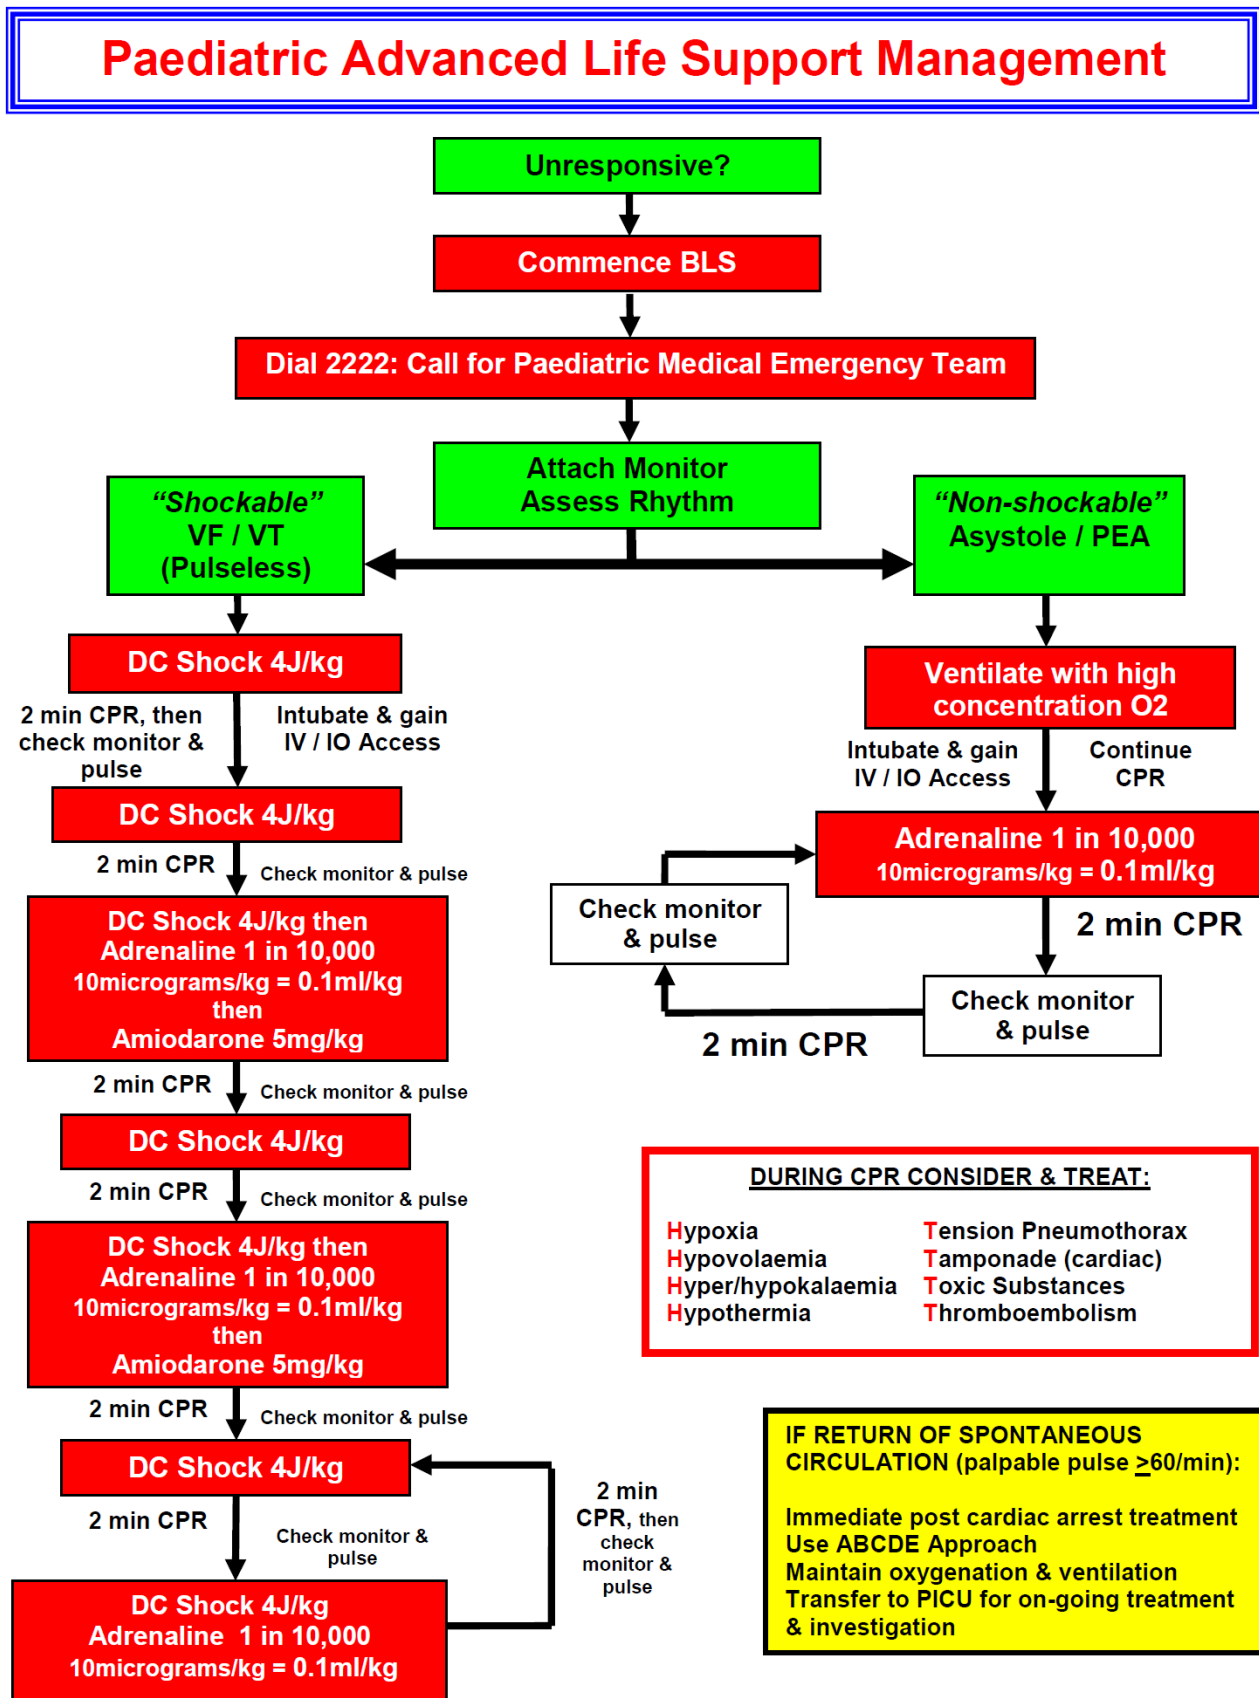 Paediatric Advanced Life Support Management
Unresponsive?
Commence BLS
Dial 2222: Call for Paediatric Medical Emergency Team
Attach Monitor
Assess Rhythm
“Shockable”
VF / VT
(Pulseless)
DC Shock 4J/kg
2 min CPR, then
check monitor &
pulse
Intubate & gain
IV / IO Access
DC Shock 4J/kg
2 min CPR
Check monitor & pulse
DC Shock 4J/kg then
Adrenaline 1 in 10,000
10micrograms/kg = 0.1ml/kg
then
Amiodarone 5mg/kg
2 min CPR
Check monitor & pulse
DC Shock 4J/kg
2 min CPR
Check monitor & pulse
DC Shock 4J/kg then
Adrenaline 1 in 10,000
10micrograms/kg = 0.1ml/kg
then
Amiodarone 5mg/kg
2 min CPR
Check monitor & pulse
DC Shock 4J/kg
2 min CPR
Check monitor &
pulse
2 min
CPR, then
check
monitor &
pulse
DC Shock 4J/kg
Adrenaline 1 in 10,000
10micrograms/kg = 0.1ml/kg
“Non-shockable”
Asystole / PEA
Ventilate with high
concentration O2
Intubate & gain
IV / IO Access
Continue
CPR
Adrenaline 1 in 10,000
10micrograms/kg = 0.1ml/kg
2 min CPR
Check monitor
& pulse
2 min CPR
Check monitor
& pulse
DURING CPR CONSIDER & TREAT:
Hypoxia
Hypovolaemia
Hyper/hypokalaemia
Hypothermia
Tension Pneumothorax
Tamponade (cardiac)
Toxic Substances
Thromboembolism
IF RETURN OF SPONTANEOUS
CIRCULATION (palpable pulse >60/min):
Immediate post cardiac arrest treatment
Use ABCDE Approach
Maintain oxygenation & ventilation
Transfer to PICU for on-going treatment
& investigation